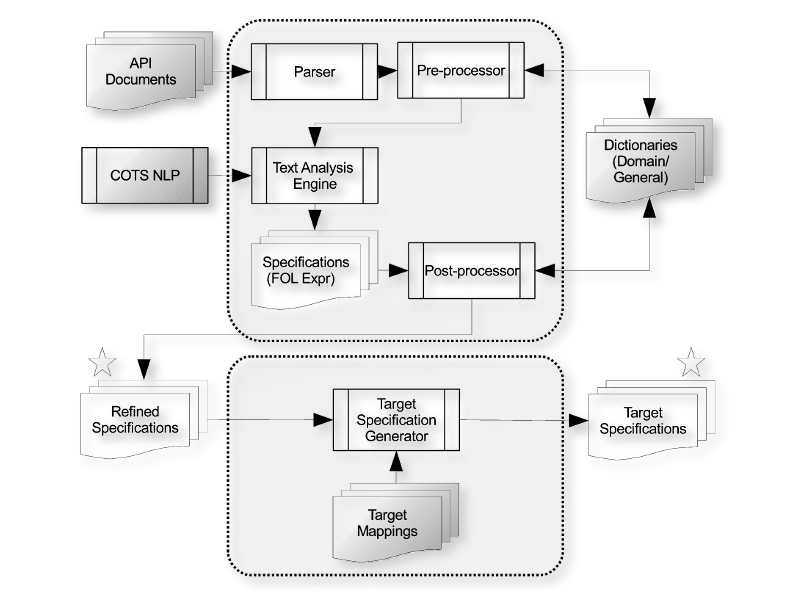 API
Documents
Parser
Pre-processor
Dictionaries
(Domain/
General)
COTS NLP
Text Analysis
Engine
Specifications
(FOL Expr)
Post-processor
Refined
Specifications
Target
Specification
Generator
Target
Specifications
Target
Mappings